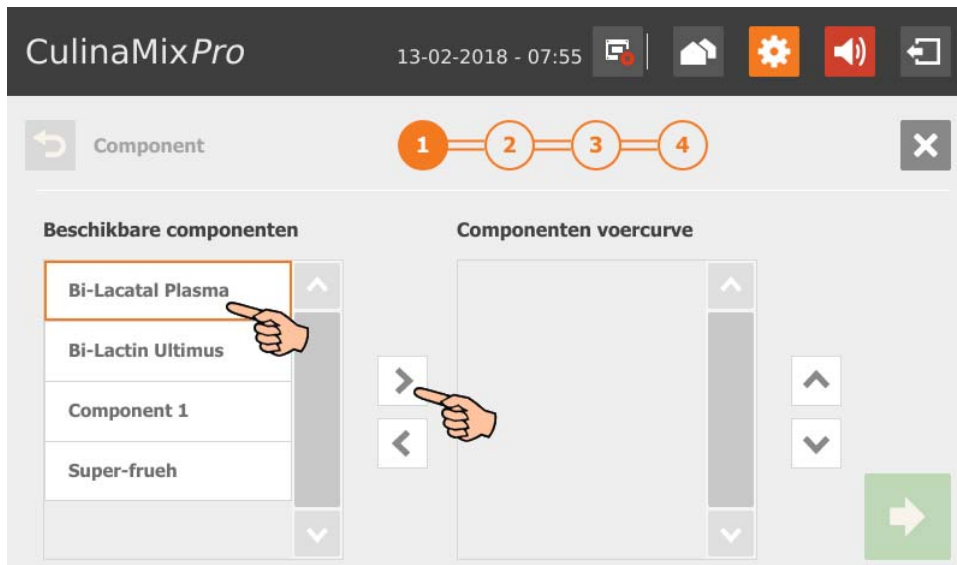 CulinaMixPro
13-02-2018 - 07:55
Component
1
2
3
4
Beschikbare componenten
Componenten voercurve
Bi-Lacatal Plasma
Bi-Lactin Ultimus
Component 1
Super-frueh